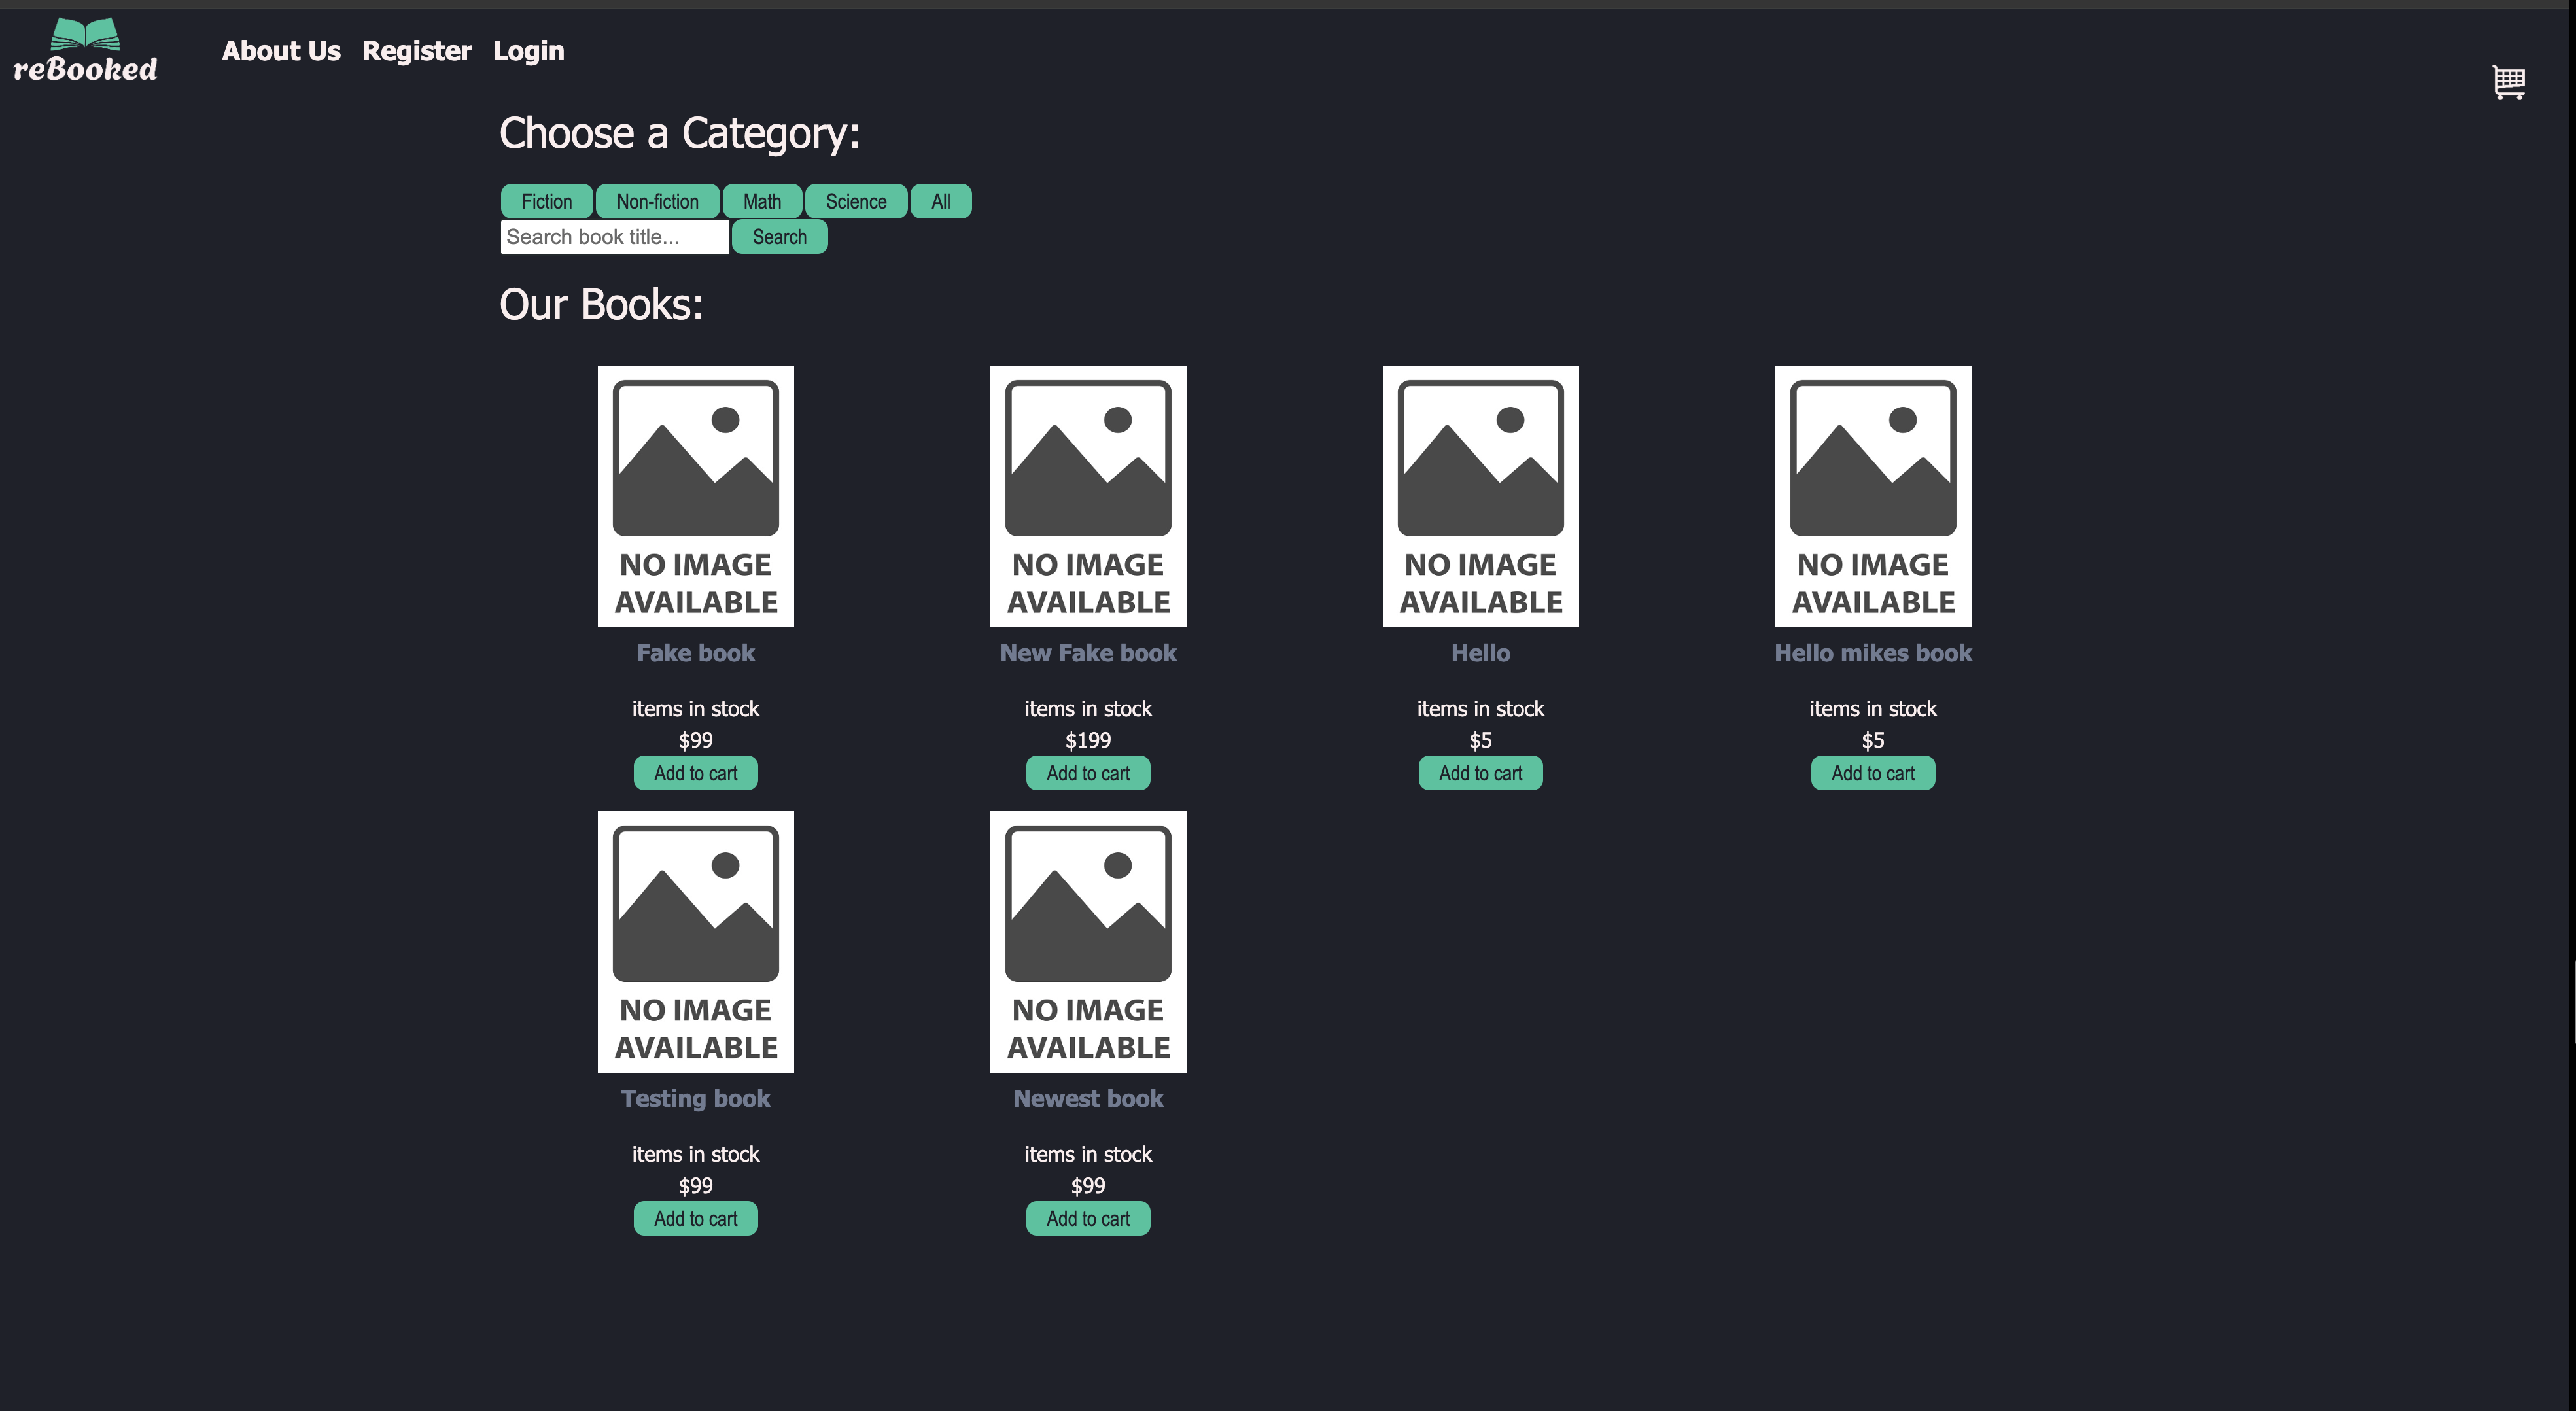 reBooked
About Us Register Login
Choose a Category:
Fiction Non-fiction Math Science All
Search book title... Search
Our Books:
NO IMAGE AVAILABLE
NO IMAGE AVAILABLE
NO IMAGE AVAILABLE
NO IMAGE AVAILABLE
Fake book New Fake book Hello Hello mikes book
items in stock items in stock items in stock items in stock
$99 $199 $5 $5
Add to cart Add to cart Add to cart Add to cart
NO IMAGE AVAILABLE
NO IMAGE AVAILABLE
Testing book Newest book
items in stock items in stock
$99 $99
Add to cart Add to cart